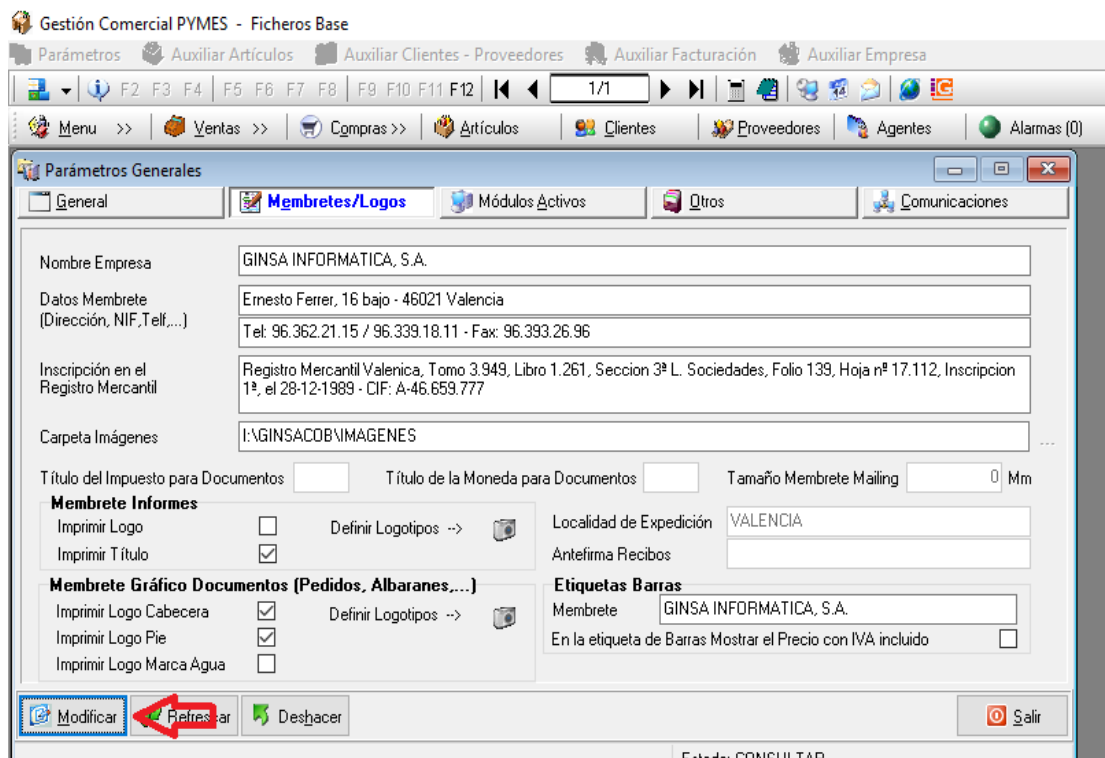 Gestión Comercial PYMES - Ficheros Base
Parámetros Auxiliar Artículos Auxiliar Clientes - Proveedores Auxiliar Facturación Auxiliar Empresa
F2 F3 F4 F5 F6 F7 F8 F9 F10 F11 F12 1/1
Menu >> Ventas >> Compras >> Artículos Clientes Proveedores Agentes Alarmas (0)
Parámetros Generales
General Membretes/Logos Módulos Activos Otros Comunicaciones
Nombre Empresa GINSA INFORMATICA, S.A.
Datos Membrete Ernesto Ferrer, 16 bajo - 46021 Valencia
(Dirección, NIF,Telf,...) Tel: 96.362.21.15 / 96.339.18.11 - Fax: 96.393.26.96
Inscripción en el Registro Mercantil Valenica, Tomo 3.949, Libro 1.261, Seccion 3ª L. Sociedades, Folio 139, Hoja nº 17.112, Inscripcion
Registro Mercantil 1ª, el 28-12-1989 - CIF: A-46.659.777
Carpeta Imágenes I:\GINSACOB\IMAGENES ...
Título del Impuesto para Documentos Título de la Moneda para Documentos Tamaño Membrete Mailing 0 Mm
Membrete Informes
Imprimir Logo Definir Logotipos --> Localidad de Expedición VALENCIA
Imprimir Título Antefirma Recibos
Membrete Gráfico Documentos (Pedidos, Albaranes,...) Etiquetas Barras
Imprimir Logo Cabecera Definir Logotipos --> Membrete GINSA INFORMATICA, S.A.
Imprimir Logo Pie En la etiqueta de Barras Mostrar el Precio con IVA incluido
Imprimir Logo Marca Agua
Modificar Refrescar Deshacer Salir
Estado: CONSULTAR